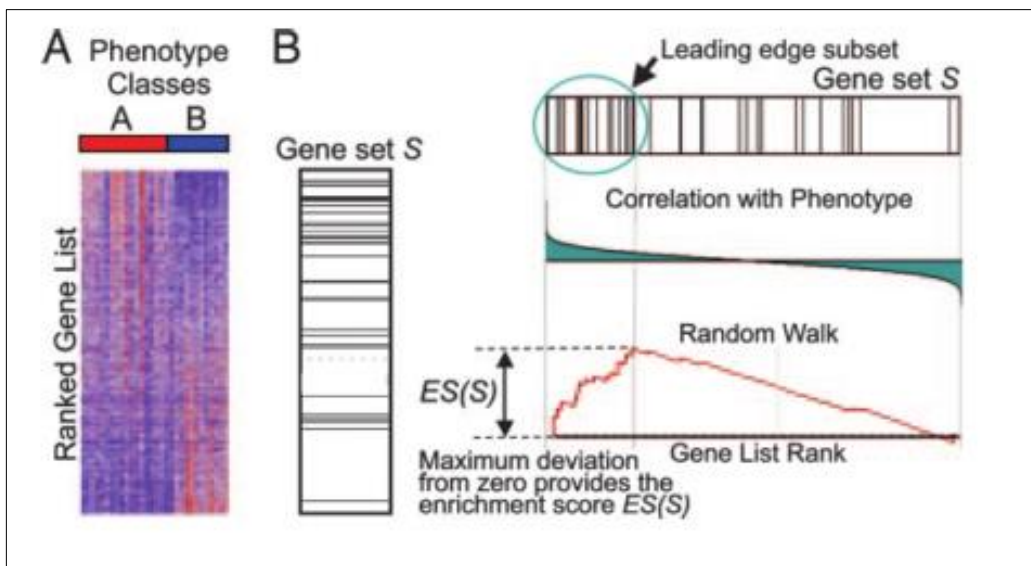 A
Phenotype
Classes
A B
Ranked Gene List
B
Gene set S
Leading edge subset
Gene set S
Correlation with Phenotype
Random Walk
ES(S)
Gene List Rank
Maximum deviation
from zero provides the
enrichment score ES(S)